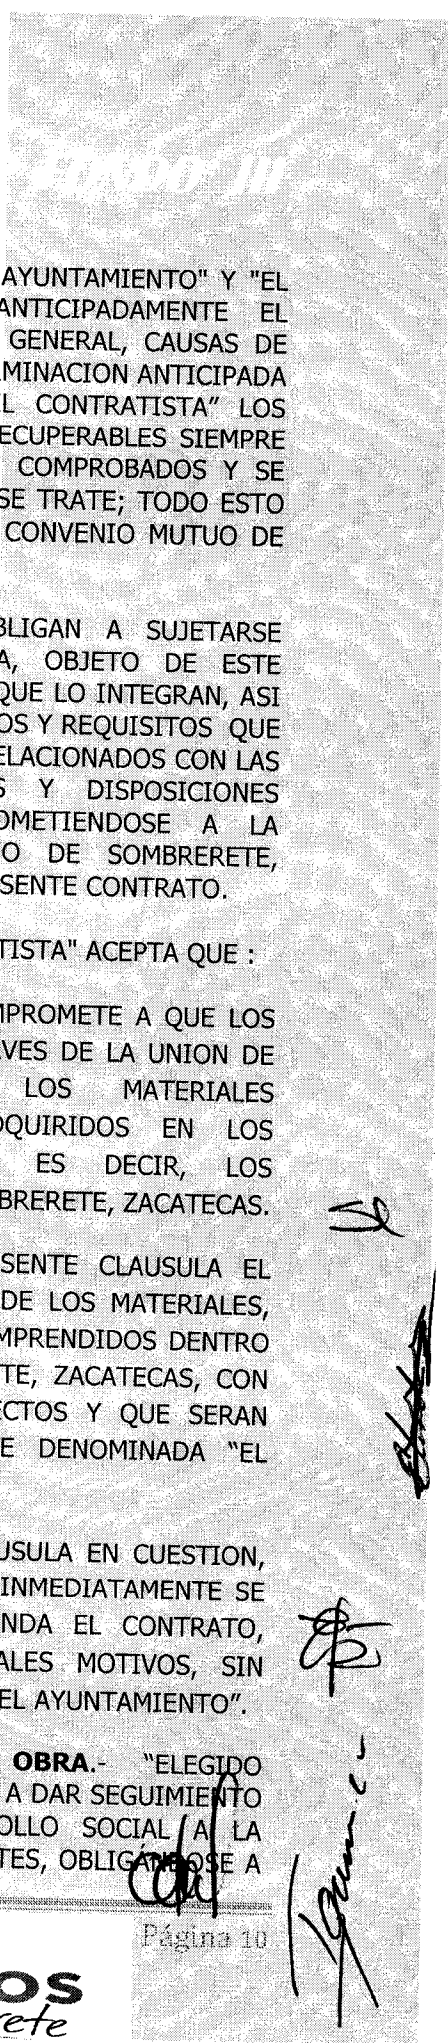 FONDO III
AYUNTAMIENTO" Y "EL
ANTICIPADAMENTE EL
GENERAL, CAUSAS DE
MINACION ANTICIPADA
L CONTRATISTA" LOS
ECUPERABLES SIEMPRE
COMPROBADOS Y SE
SE TRATE; TODO ESTO
CONVENIO MUTUO DE
BLIGAN A SUJETARSE
A, OBJETO DE ESTE
QUE LO INTEGRAN, ASI
OS Y REQUISITOS QUE
ELACIONADOS CON LAS
S Y DISPOSICIONES
OMETIENDOSE A LA
O DE SOMBRERETE,
SENTE CONTRATO.
TISTA" ACEPTA QUE :
MPROMETE A QUE LOS
AVES DE LA UNION DE
LOS MATERIALES
DQUIRIDOS EN LOS
ES DECIR, LOS
BRERETE, ZACATECAS.
SENTE CLAUSULA EL
DE LOS MATERIALES,
MPRENDIDOS DENTRO
TE, ZACATECAS, CON
ECTOS Y QUE SERAN
E DENOMINADA "EL
USULA EN CUESTION,
INMEDIATAMENTE SE
NDA EL CONTRATO,
ALES MOTIVOS, SIN
EL AYUNTAMIENTO".
OBRA.- "ELEGIDO
A DAR SEGUIMIENTO
OLLO SOCIAL A LA
TES, OBLIGÁNDOSE A
Página 10
OS
rete